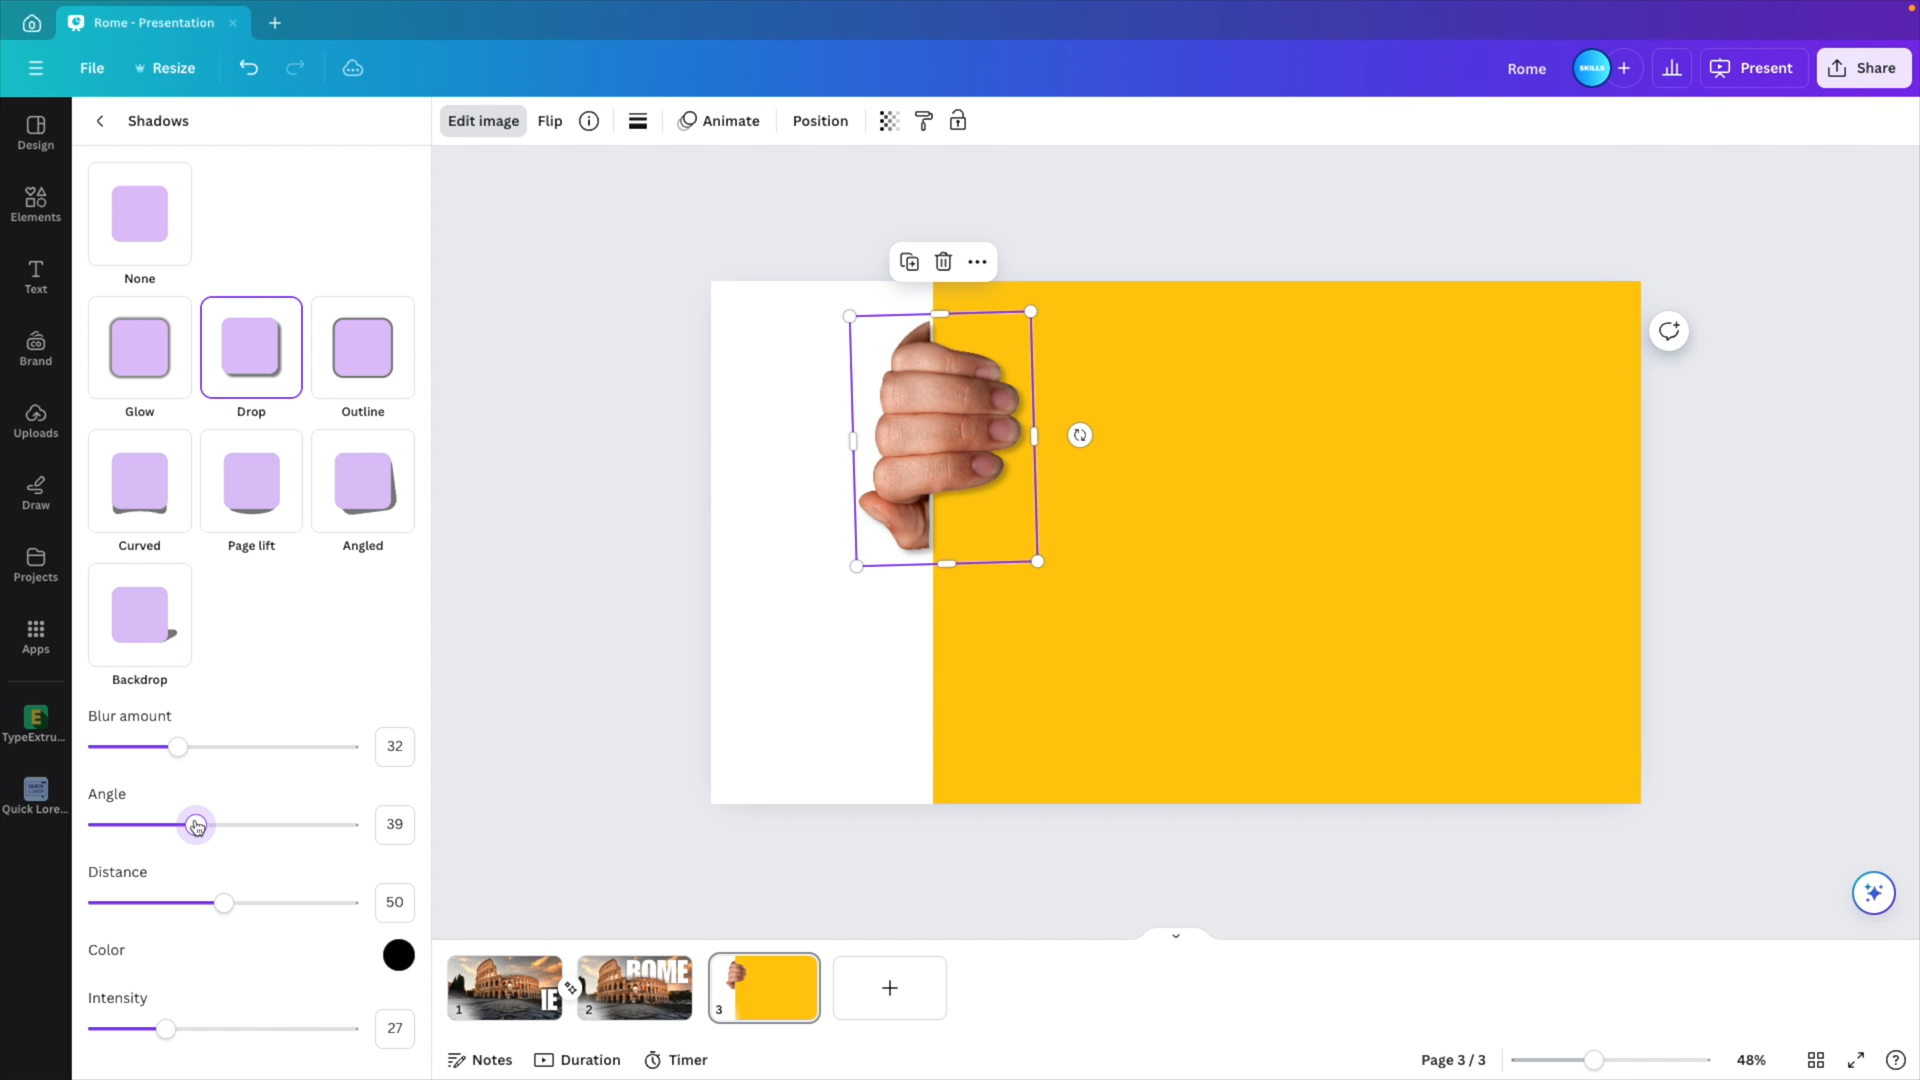 Rome - Presentation
File
Resize
Rome
SKILLS
Present
Share
Design
Elements
Text
Brand
Uploads
Draw
Projects
Apps
TypeExtru...
Quick Lore...
Shadows
None
Glow
Drop
Outline
Curved
Page lift
Angled
Backdrop
Blur amount
32
Angle
39
Distance
50
Color
Intensity
27
Edit image
Flip
Animate
Position
1
IE
2
ROME
3
Notes
Duration
Timer
Page 3 / 3
48%